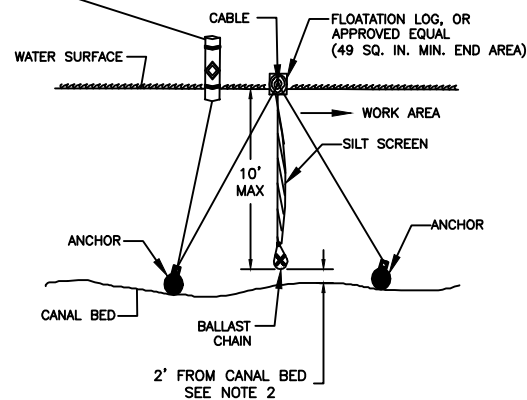 CABLE
FLOATATION LOG, OR
APPROVED EQUAL
(49 SQ. IN. MIN. END AREA)
WATER SURFACE
WORK AREA
SILT SCREEN
10'
MAX
ANCHOR
ANCHOR
CANAL BED
BALLAST
CHAIN
2' FROM CANAL BED
SEE NOTE 2